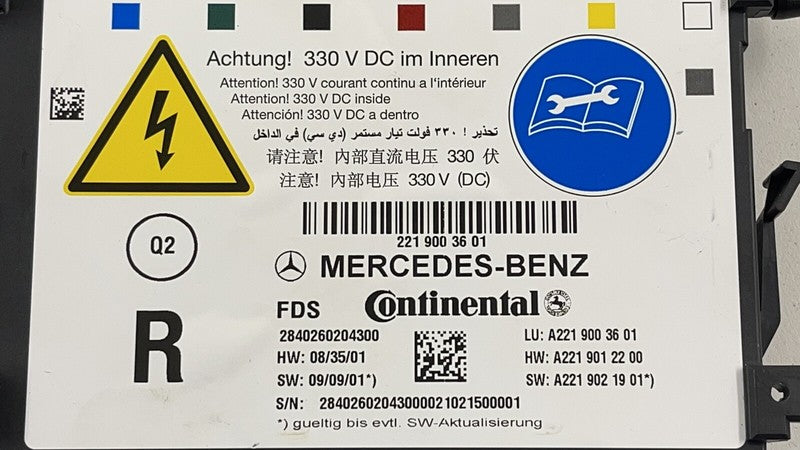 Achtung! 330 V DC im Inneren
Attention! 330 V courant continu a l'intérieur
Attention! 330 V DC inside
Atención! 330 V DC a dentro
تحذير ! ٣٣٠ فولت تيار مستمر (دي سي) في الداخل
请注意! 内部直流电压 330 伏
注意! 内部电压 330V (DC)
221 900 36 01
Q2
MERCEDES-BENZ
R
FDS Continental
2840260204300 LU: A221 900 36 01
HW: 08/35/01 HW: A221 901 22 00
SW: 09/09/01*) SW: A221 902 19 01*)
S/N: 2840260204300021021500001
*) gueltig bis evtl. SW-Aktualisierung